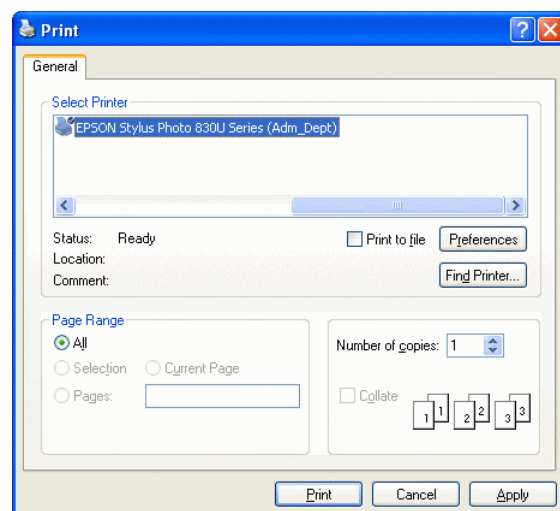 Print
General
Select Printer
EPSON Stylus Photo 830U Series (Adm_Dept)
Status: Ready
Print to file
Preferences
Location:
Comment:
Find Printer...
Page Range
All
Selection
Current Page
Pages:
Number of copies: 1
Collate
1 1 2 2 3 3
Print
Cancel
Apply